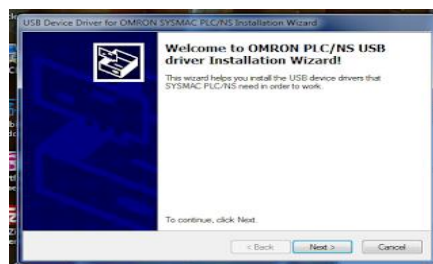 USB Device Driver for OMRON SYSMAC PLC/NS Installation Wizard
Welcome to OMRON PLC/NS USB
driver Installation Wizard!
This wizard helps you install the USB device drivers that
SYSMAC PLC/NS need in order to work.
To continue, click Next.
< Back
Next >
Cancel